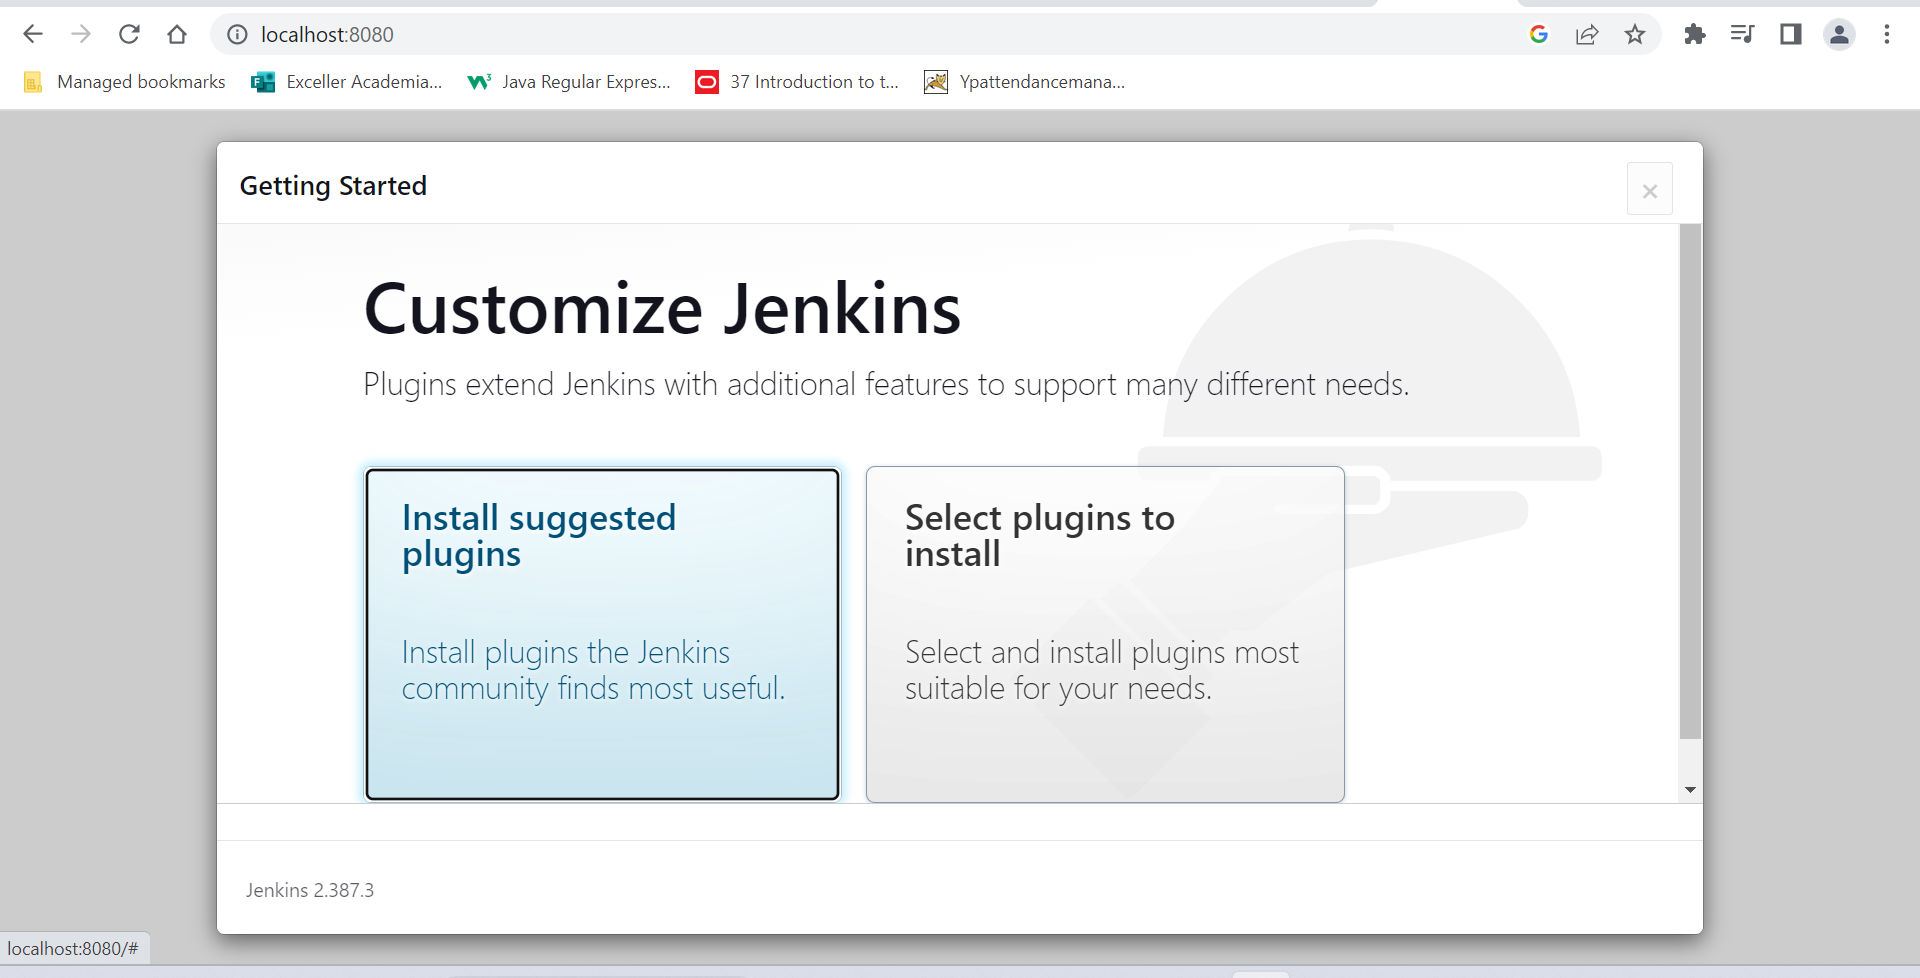 localhost:8080
Managed bookmarks Exceller Academia... Java Regular Expres... 37 Introduction to t... Ypattendancemana...
Getting Started
×
Customize Jenkins
Plugins extend Jenkins with additional features to support many different needs.
Install suggested
plugins
Install plugins the Jenkins
community finds most useful.
Select plugins to
install
Select and install plugins most
suitable for your needs.
Jenkins 2.387.3
localhost:8080/#